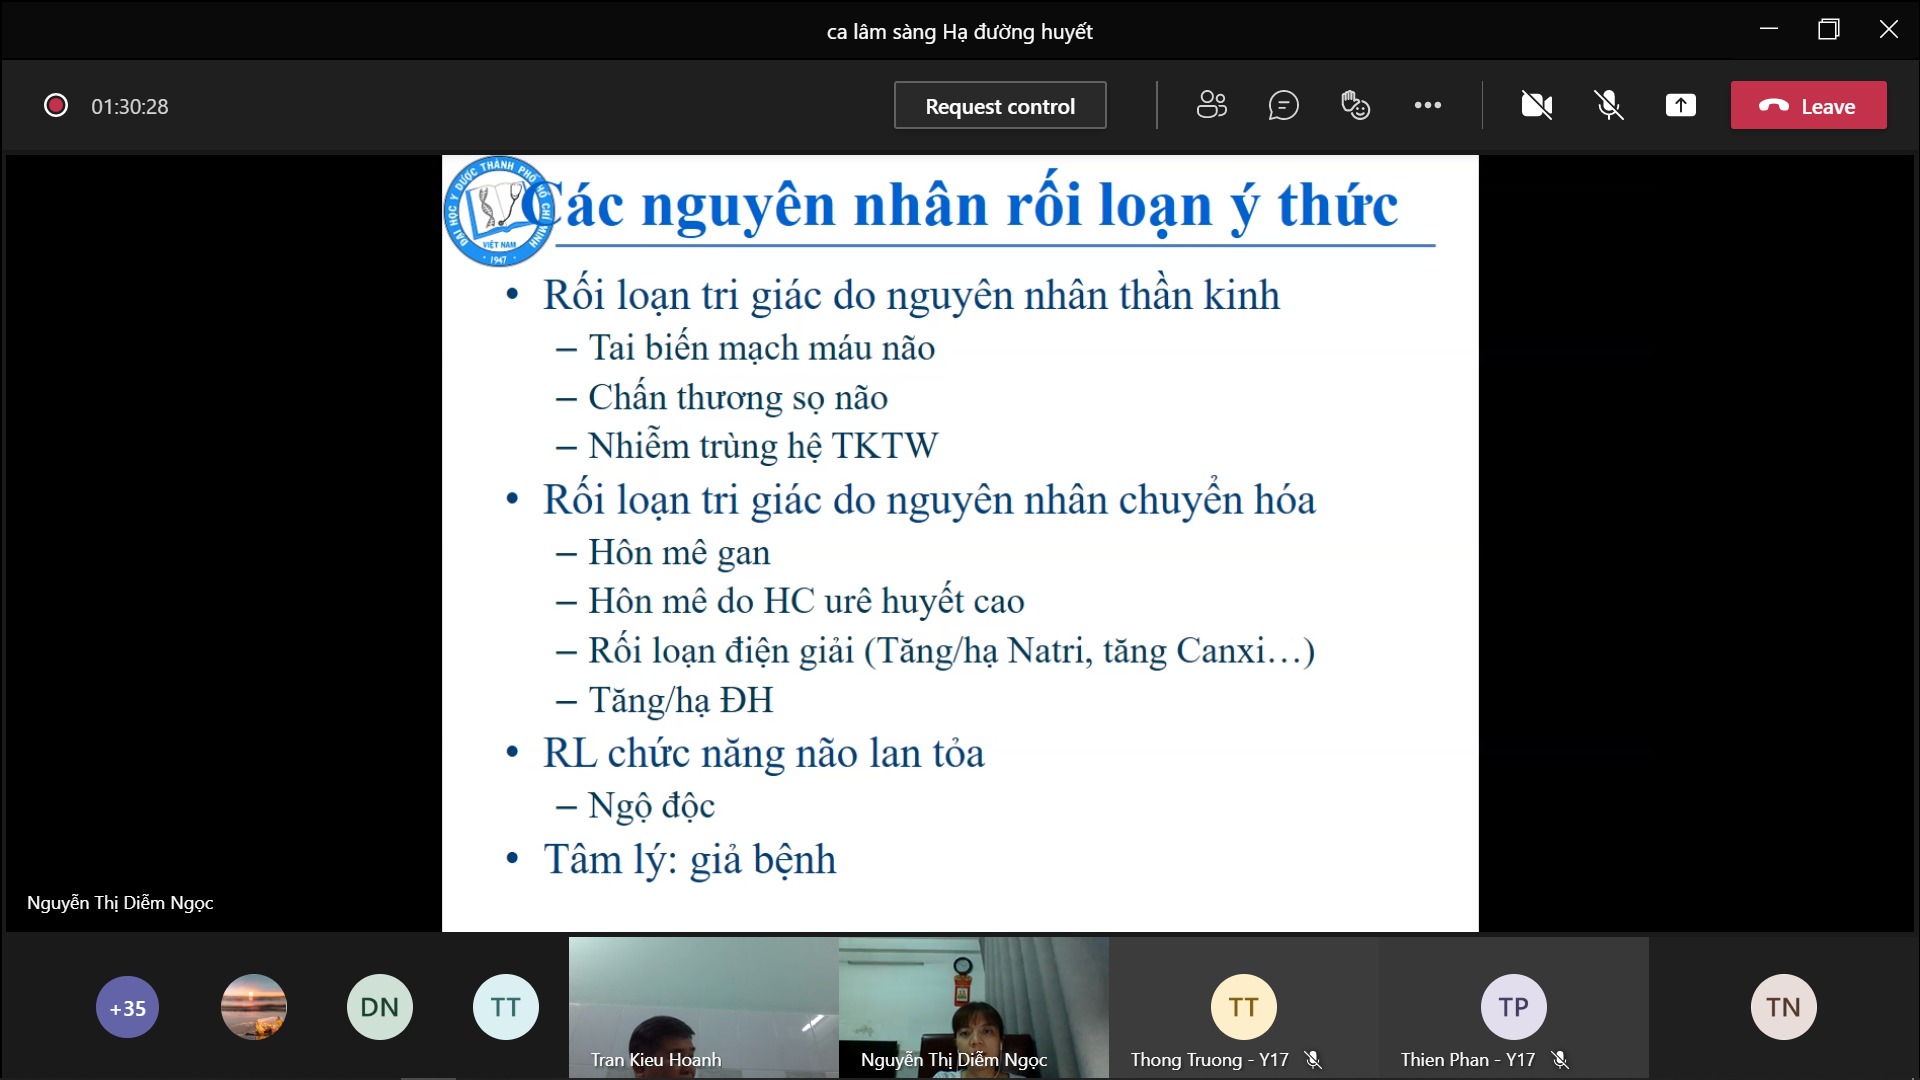 ca lâm sàng Hạ đường huyết
01:30:28
Request control
Leave
ĐẠI HỌC Y DƯỢC THÀNH PHỐ HỒ CHÍ MINH
VIỆT NAM
1947
Các nguyên nhân rối loạn ý thức
• Rối loạn tri giác do nguyên nhân thần kinh
– Tai biến mạch máu não
– Chấn thương sọ não
– Nhiễm trùng hệ TKTW
• Rối loạn tri giác do nguyên nhân chuyển hóa
– Hôn mê gan
– Hôn mê do HC urê huyết cao
– Rối loạn điện giải (Tăng/hạ Natri, tăng Canxi…)
– Tăng/hạ ĐH
• RL chức năng não lan tỏa
– Ngộ độc
• Tâm lý: giả bệnh
Nguyễn Thị Diễm Ngọc
+35
DN
TT
Tran Kieu Hoanh
Nguyễn Thị Diễm Ngọc
TT
Thong Truong - Y17
TP
Thien Phan - Y17
TN